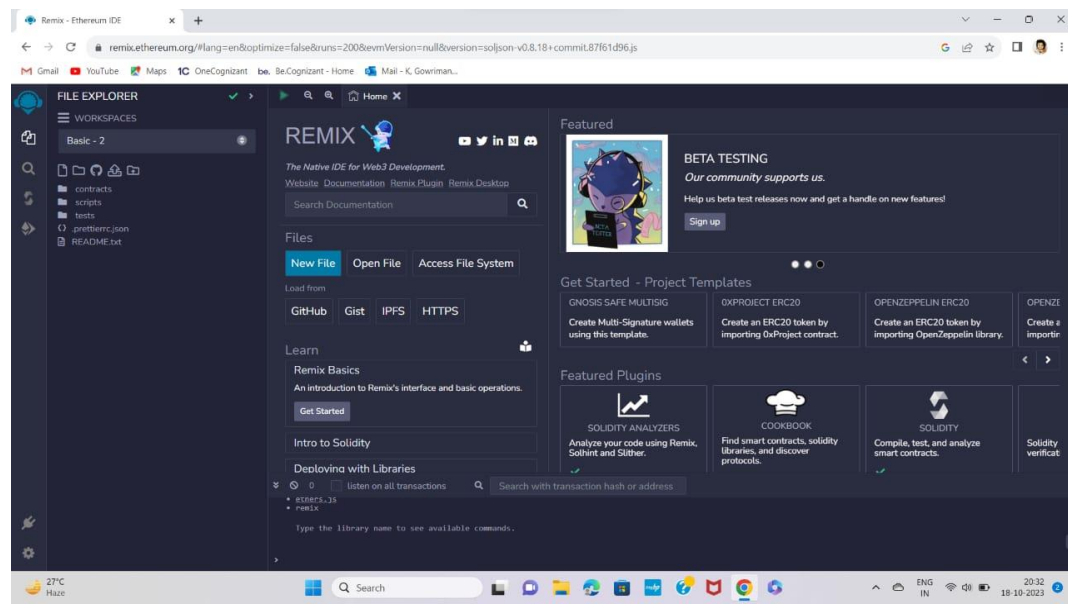 Remix - Ethereum IDE
remix.ethereum.org/#lang=en&optimize=false&runs=200&evmVersion=null&version=soljson-v0.8.18+commit.87f61d96.js
Gmail YouTube Maps 1C OneCognizant be. Be.Cognizant - Home Mail - K, Gowriman...
FILE EXPLORER
WORKSPACES
Basic - 2
contracts
scripts
tests
.prettierrc.json
README.txt
Home
REMIX
The Native IDE for Web3 Development.
Website Documentation Remix Plugin Remix Desktop
Search Documentation
Files
New File Open File Access File System
Load from
GitHub Gist IPFS HTTPS
Learn
Remix Basics
An introduction to Remix's interface and basic operations.
Get Started
Intro to Solidity
Deploying with Libraries
Featured
BETA TESTING
Our community supports us.
Help us beta test releases now and get a handle on new features!
Sign up
BETA
TESTER
Get Started - Project Templates
GNOSIS SAFE MULTISIG
Create Multi-Signature wallets
using this template.
0XPROJECT ERC20
Create an ERC20 token by
importing 0xProject contract.
OPENZEPPELIN ERC20
Create an ERC20 token by
importing OpenZeppelin library.
OPENZE
Create a
importin
Featured Plugins
SOLIDITY ANALYZERS
Analyze your code using Remix,
Solhint and Slither.
COOKBOOK
Find smart contracts, solidity
libraries, and discover
protocols.
SOLIDITY
Compile, test, and analyze
smart contracts.
Solidity
verificati
0 listen on all transactions Search with transaction hash or address
• ethers.js
• remix
Type the library name to see available commands.
>
27°C
Haze
Search
ENG
IN
20:32
18-10-2023
2